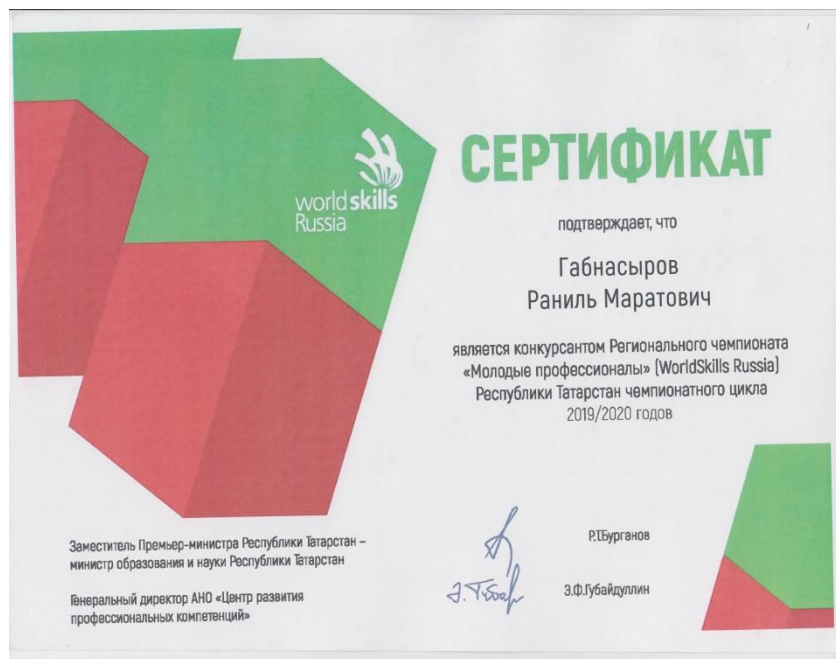 world skills
Russia
СЕРТИФИКАТ
подтверждает, что
Габнасыров
Раниль Маратович
является конкурсантом Регионального чемпионата
«Молодые профессионалы» (WorldSkills Russia)
Республики Татарстан чемпионатного цикла
2019/2020 годов
Заместитель Премьер-министра Республики Татарстан –
министр образования и науки Республики Татарстан
Р.Г.Бурганов
Генеральный директор АНО «Центр развития
профессиональных компетенций»
Э.Ф.Губайдуллин